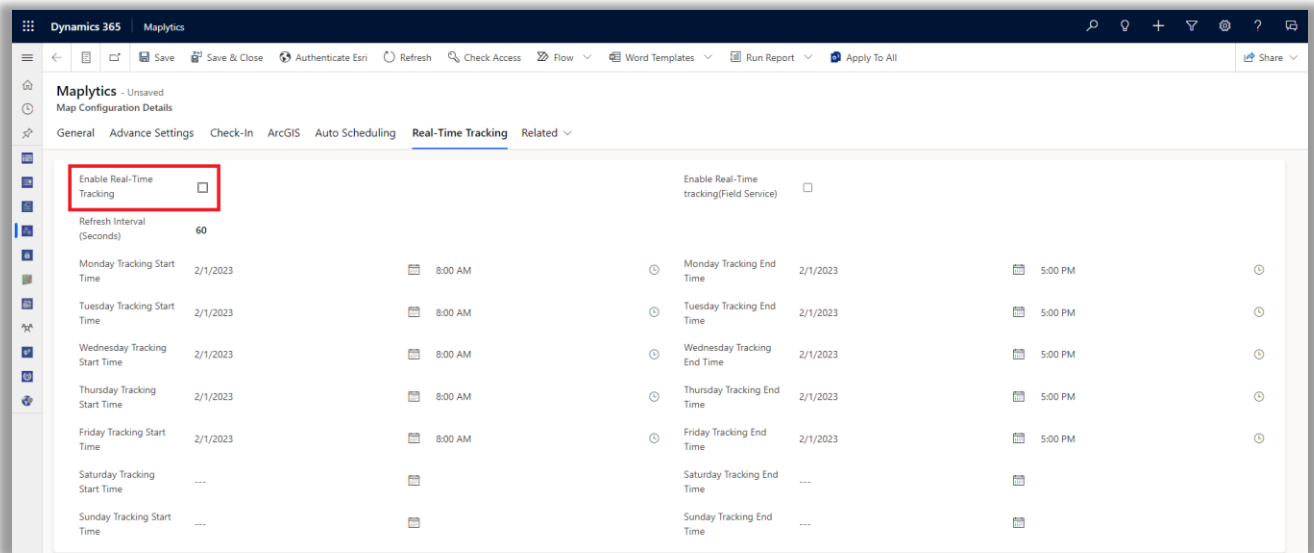 Dynamics 365 Maplytics
Save Save & Close Authenticate Esri Refresh Check Access Flow Word Templates Run Report Apply To All Share
Maplytics - Unsaved
Map Configuration Details
General Advance Settings Check-In ArcGIS Auto Scheduling Real-Time Tracking Related
Enable Real-Time
Tracking
Enable Real-Time
tracking(Field Service)
Refresh Interval
(Seconds)
60
Monday Tracking Start
Time
2/1/2023 8:00 AM
Monday Tracking End
Time
2/1/2023 5:00 PM
Tuesday Tracking Start
Time
2/1/2023 8:00 AM
Tuesday Tracking End
Time
2/1/2023 5:00 PM
Wednesday Tracking
Start Time
2/1/2023 8:00 AM
Wednesday Tracking
End Time
2/1/2023 5:00 PM
Thursday Tracking
Start Time
2/1/2023 8:00 AM
Thursday Tracking End
Time
2/1/2023 5:00 PM
Friday Tracking Start
Time
2/1/2023 8:00 AM
Friday Tracking End
Time
2/1/2023 5:00 PM
Saturday Tracking
Start Time
---
Saturday Tracking End
Time
---
Sunday Tracking Start
Time
---
Sunday Tracking End
Time
---